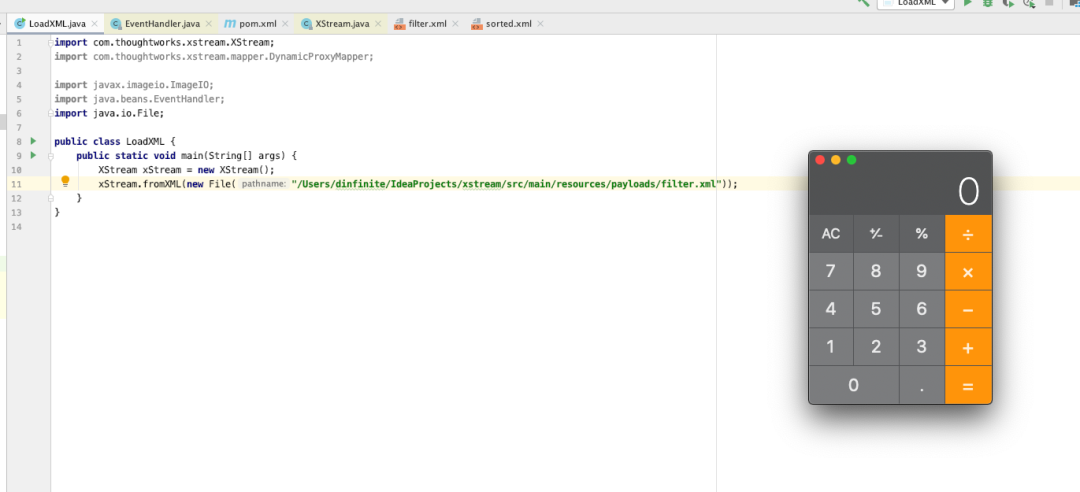 LoadXML
LoadXML.java × EventHandler.java × pom.xml × XStream.java × filter.xml × sorted.xml ×
1 import com.thoughtworks.xstream.XStream;
2 import com.thoughtworks.xstream.mapper.DynamicProxyMapper;
3
4 import javax.imageio.ImageIO;
5 import java.beans.EventHandler;
6 import java.io.File;
7
8 public class LoadXML {
9 public static void main(String[] args) {
10 XStream xStream = new XStream();
11 xStream.fromXML(new File( pathname: "/Users/dinfinite/IdeaProjects/xstream/src/main/resources/payloads/filter.xml"));
12 }
13 }
14
0
AC +/- % ÷
7 8 9 ×
4 5 6 −
1 2 3 +
0 . =